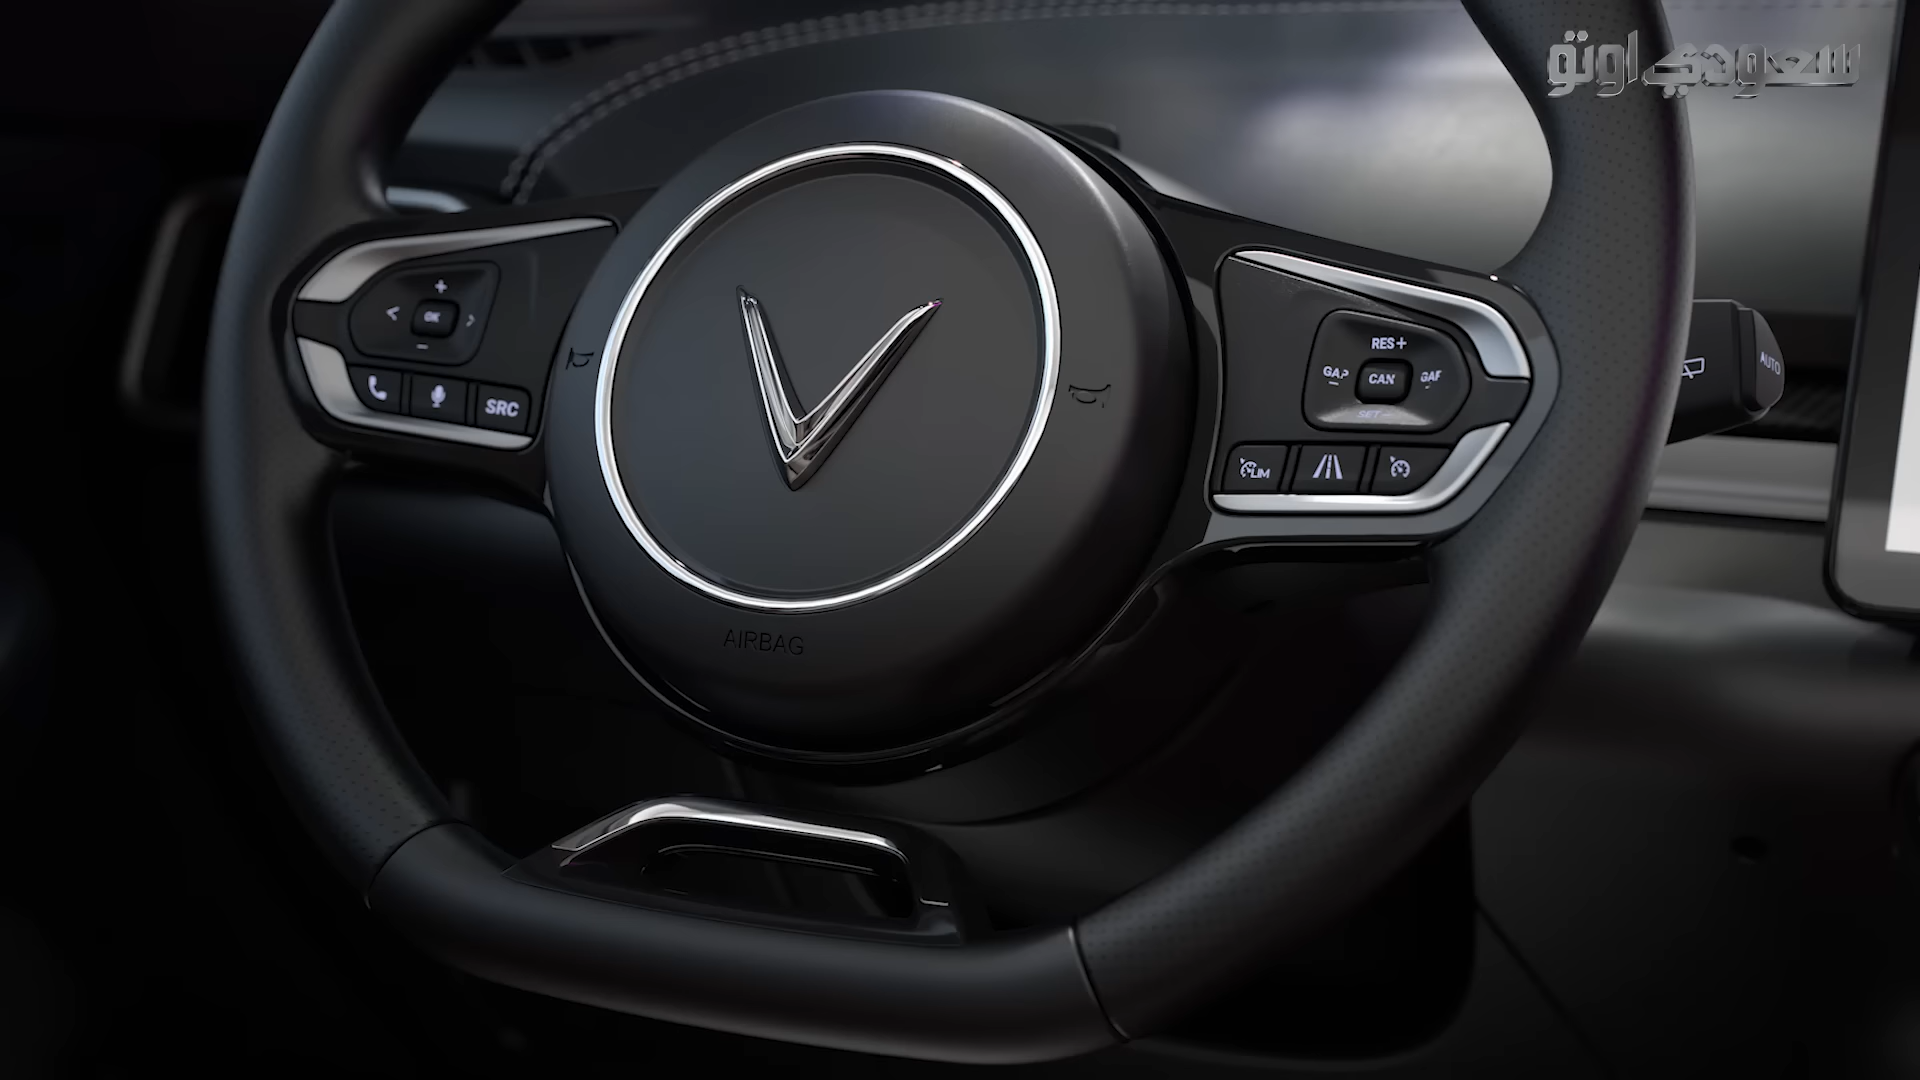 سعودي اوتو
+
< OK >
−
SRC
RES+
GAP CAN GAP
SET−
LIM
AUTO
AIRBAG